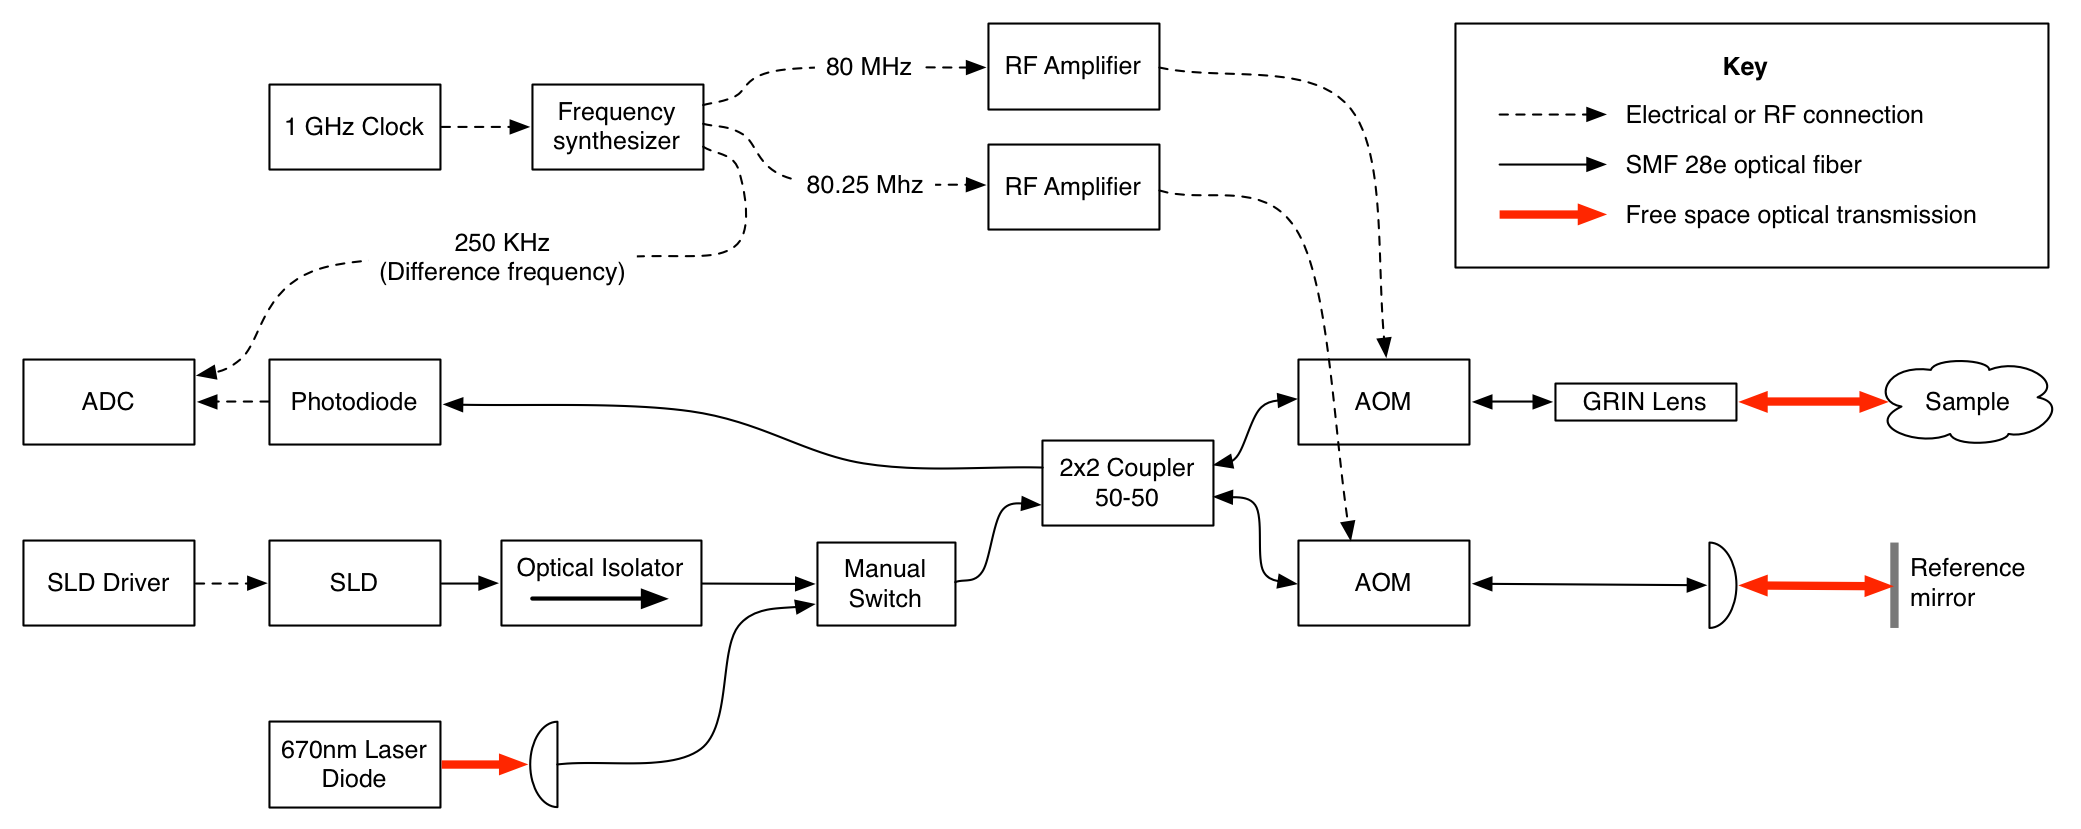 80 MHz
RF Amplifier
Key
1 GHz Clock
Frequency
synthesizer
Electrical or RF connection
SMF 28e optical fiber
80.25 Mhz
RF Amplifier
Free space optical transmission
250 KHz
(Difference frequency)
ADC
Photodiode
AOM
GRIN Lens
Sample
2x2 Coupler
50-50
SLD Driver
SLD
Optical Isolator
Manual
Switch
AOM
Reference
mirror
670nm Laser
Diode